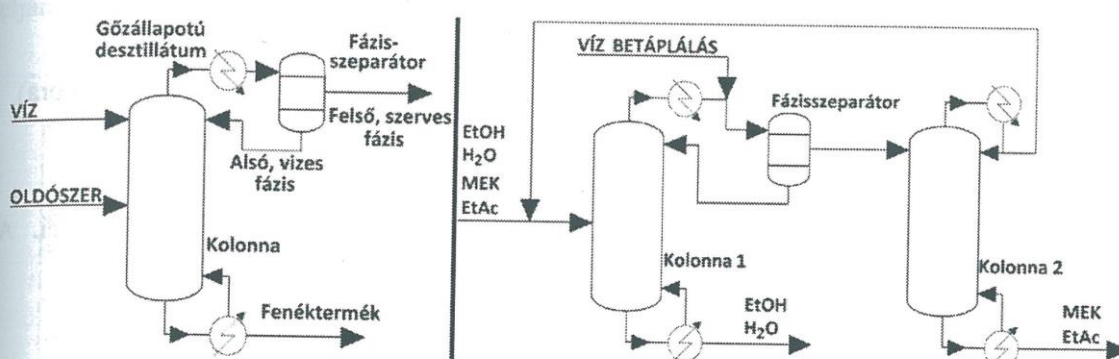 Gőzállapotú
desztillátum
Fázis-
szeparátor
VÍZ
Felső, szerves
fázis
Alsó, vizes
fázis
OLDÓSZER
Kolonna
Fenéktermék
VÍZ BETÁPLÁLÁS
Fázisszeparátor
EtOH
H₂O
MEK
EtAc
Kolonna 1
EtOH
H₂O
Kolonna 2
MEK
EtAc